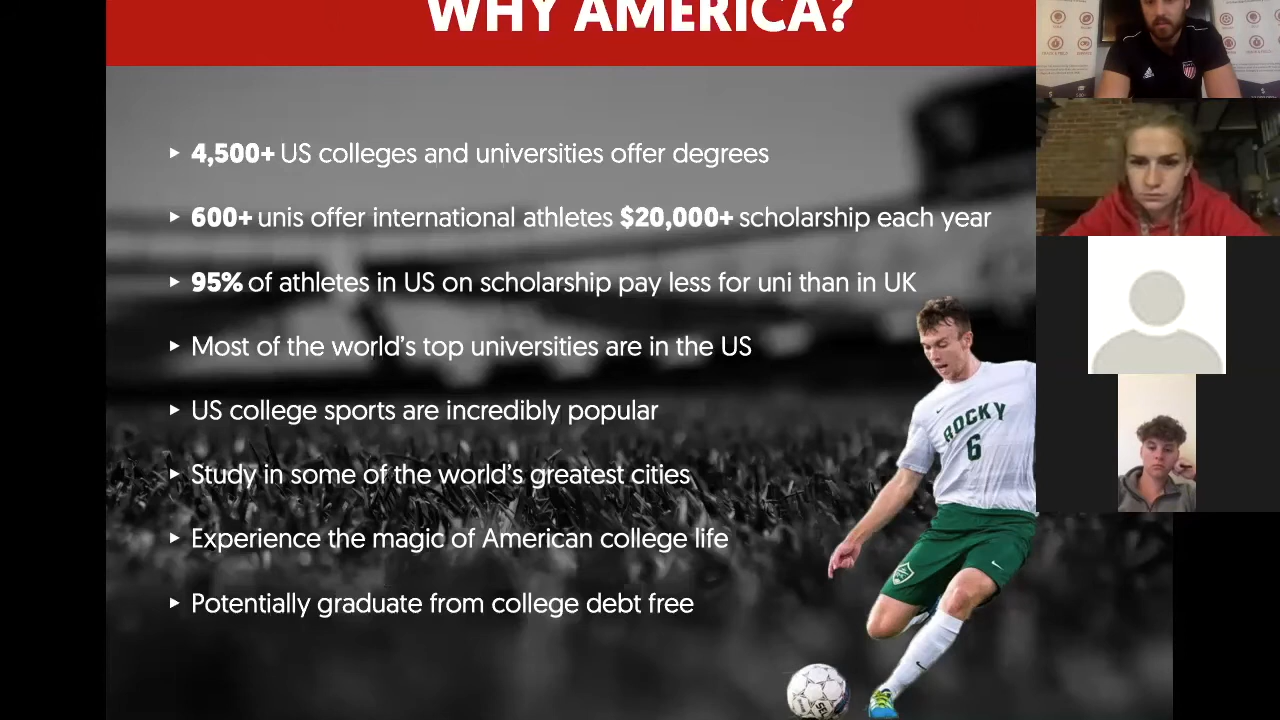 WHY AMERICA?
4,500+ US colleges and universities offer degrees
600+ unis offer international athletes $20,000+ scholarship each year
95% of athletes in US on scholarship pay less for uni than in UK
Most of the world's top universities are in the US
US college sports are incredibly popular
Study in some of the world's greatest cities
Experience the magic of American college life
Potentially graduate from college debt free
ROCKY
6